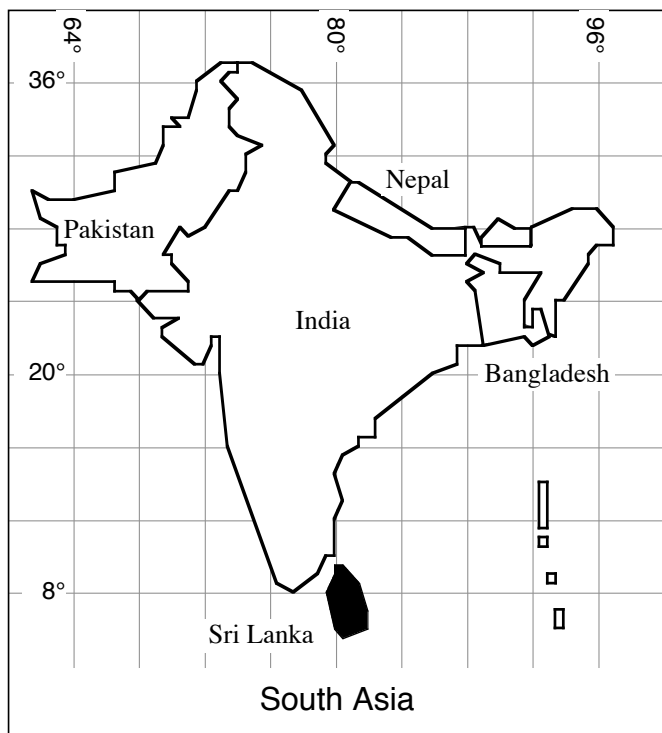 64°
80°
96°
36°
Nepal
Pakistan
India
20°
Bangladesh
8°
Sri Lanka
South Asia